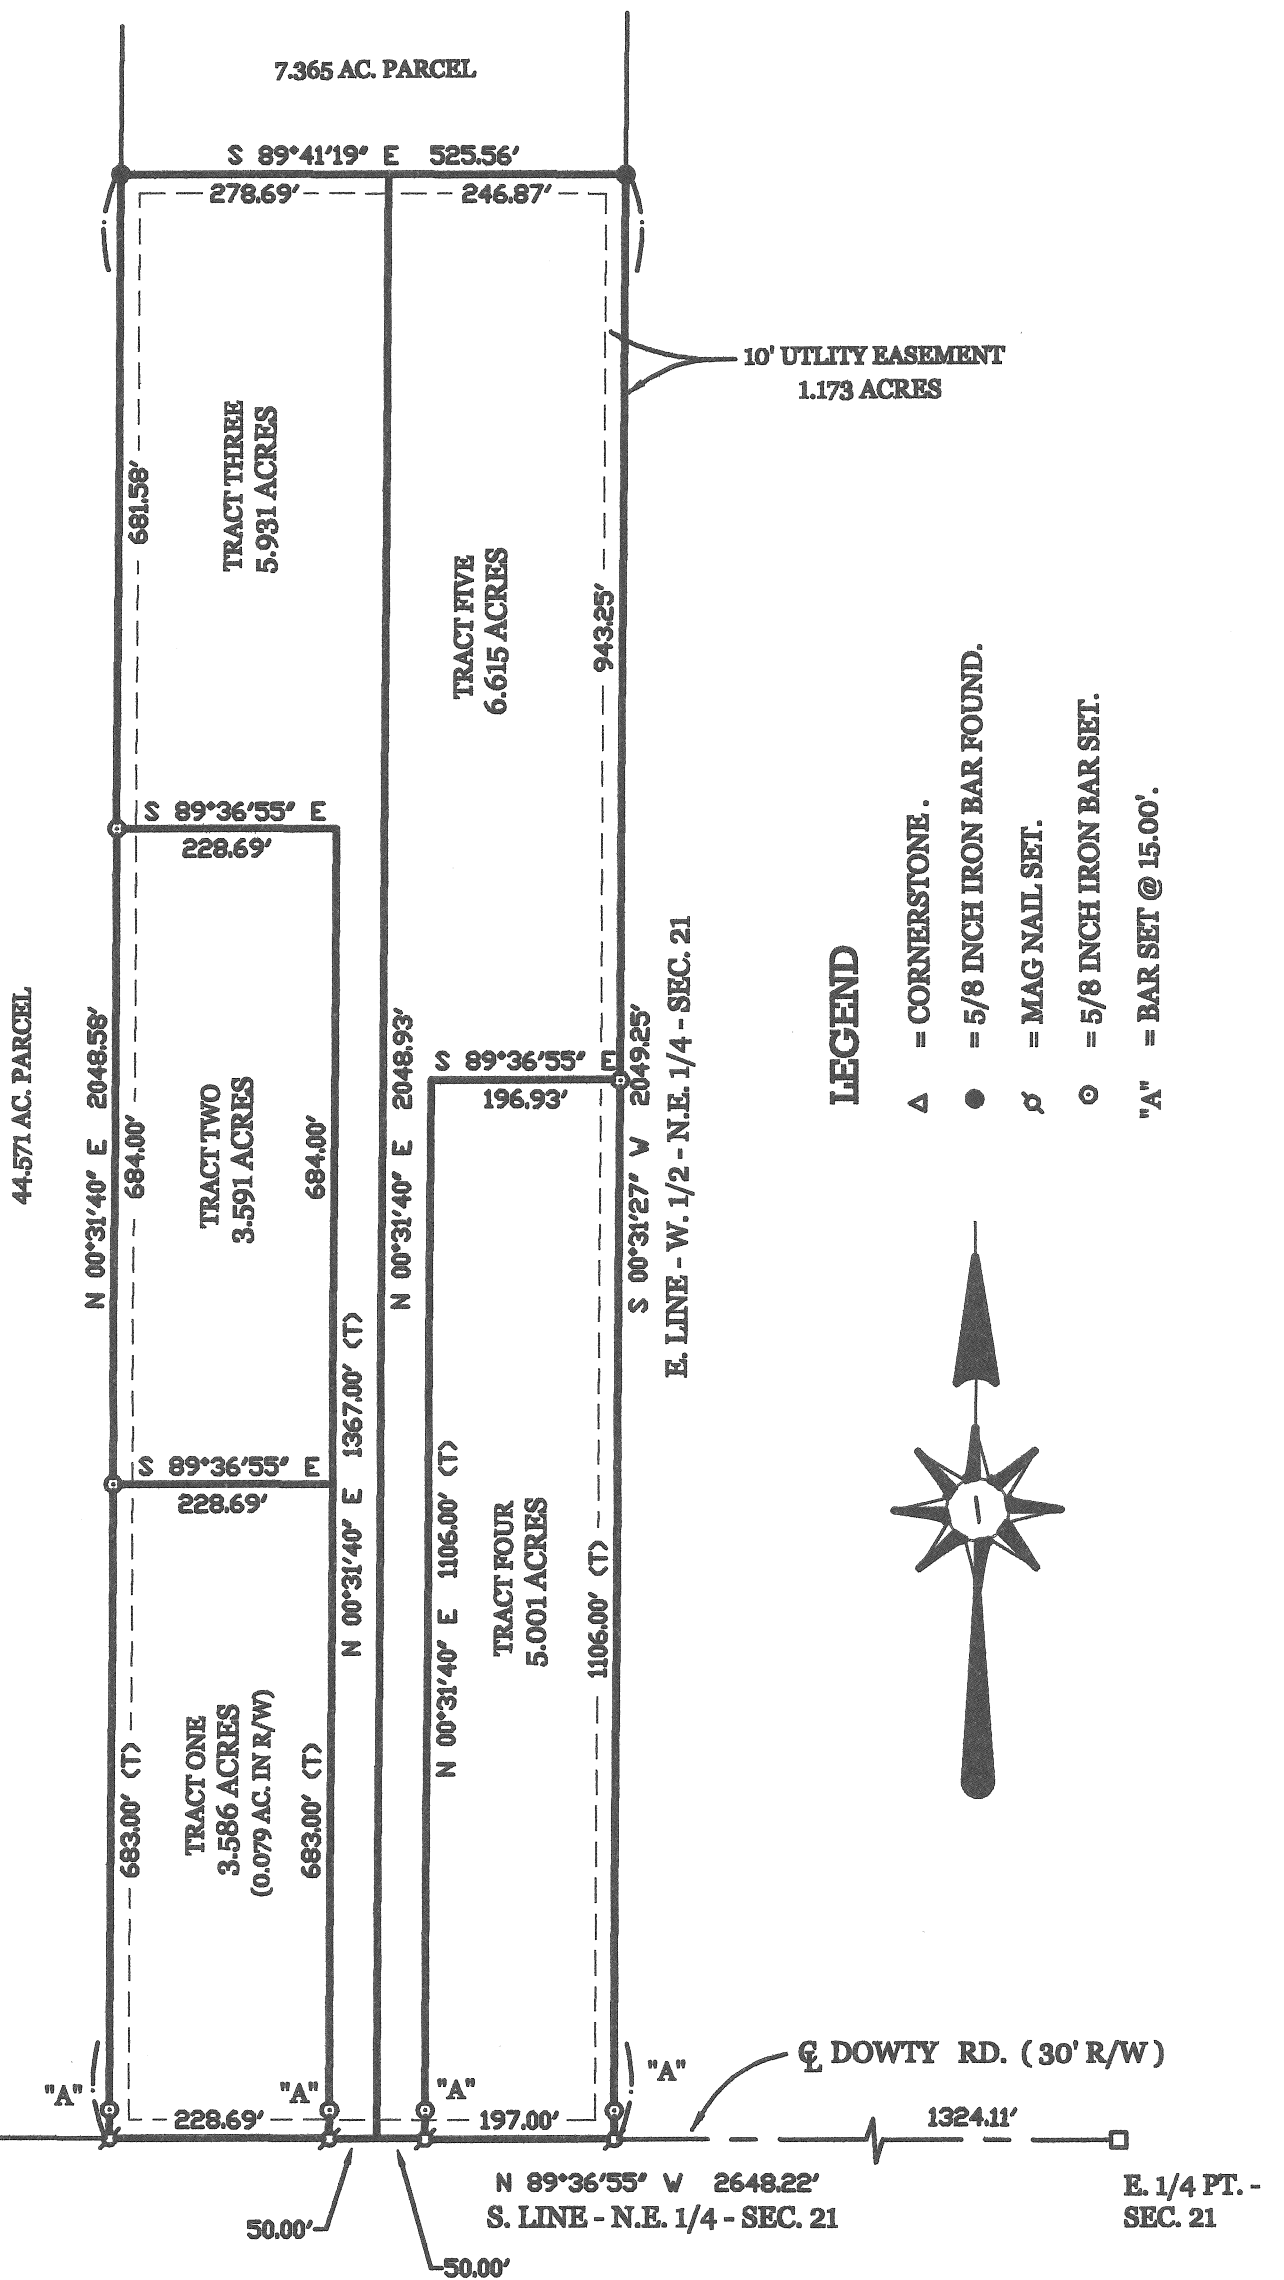 7.365 AC. PARCEL
S 89°41'19" E 525.56'
278.69'
246.87'
10' UTLITY EASEMENT
1.173 ACRES
681.58'
TRACT THREE
5.931 ACRES
TRACT FIVE
6.615 ACRES
943.25'
S 89°36'55" E
228.69'
44.571 AC. PARCEL
N 00°31'40" E 2048.58'
684.00'
TRACT TWO
3.591 ACRES
684.00'
N 00°31'40" E 1367.00' (T)
N 00°31'40" E 2048.93'
S 89°36'55" E
196.93'
S 00°31'27" W 2049.25'
E. LINE - W. 1/2 - N.E. 1/4 - SEC. 21
S 89°36'55" E
228.69'
683.00' (T)
TRACT ONE
3.586 ACRES
(0.079 AC. IN R/W)
683.00' (T)
N 00°31'40" E 1106.00' (T)
TRACT FOUR
5.001 ACRES
1106.00' (T)
LEGEND
= CORNERSTONE .
= 5/8 INCH IRON BAR FOUND.
= MAG NAIL SET.
= 5/8 INCH IRON BAR SET.
"A" = BAR SET @ 15.00'.
"A"
"A"
"A"
"A"
228.69'
197.00'
℄ DOWTY RD. ( 30' R/W )
1324.11'
N 89°36'55" W 2648.22'
S. LINE - N.E. 1/4 - SEC. 21
E. 1/4 PT. -
SEC. 21
50.00'
50.00'